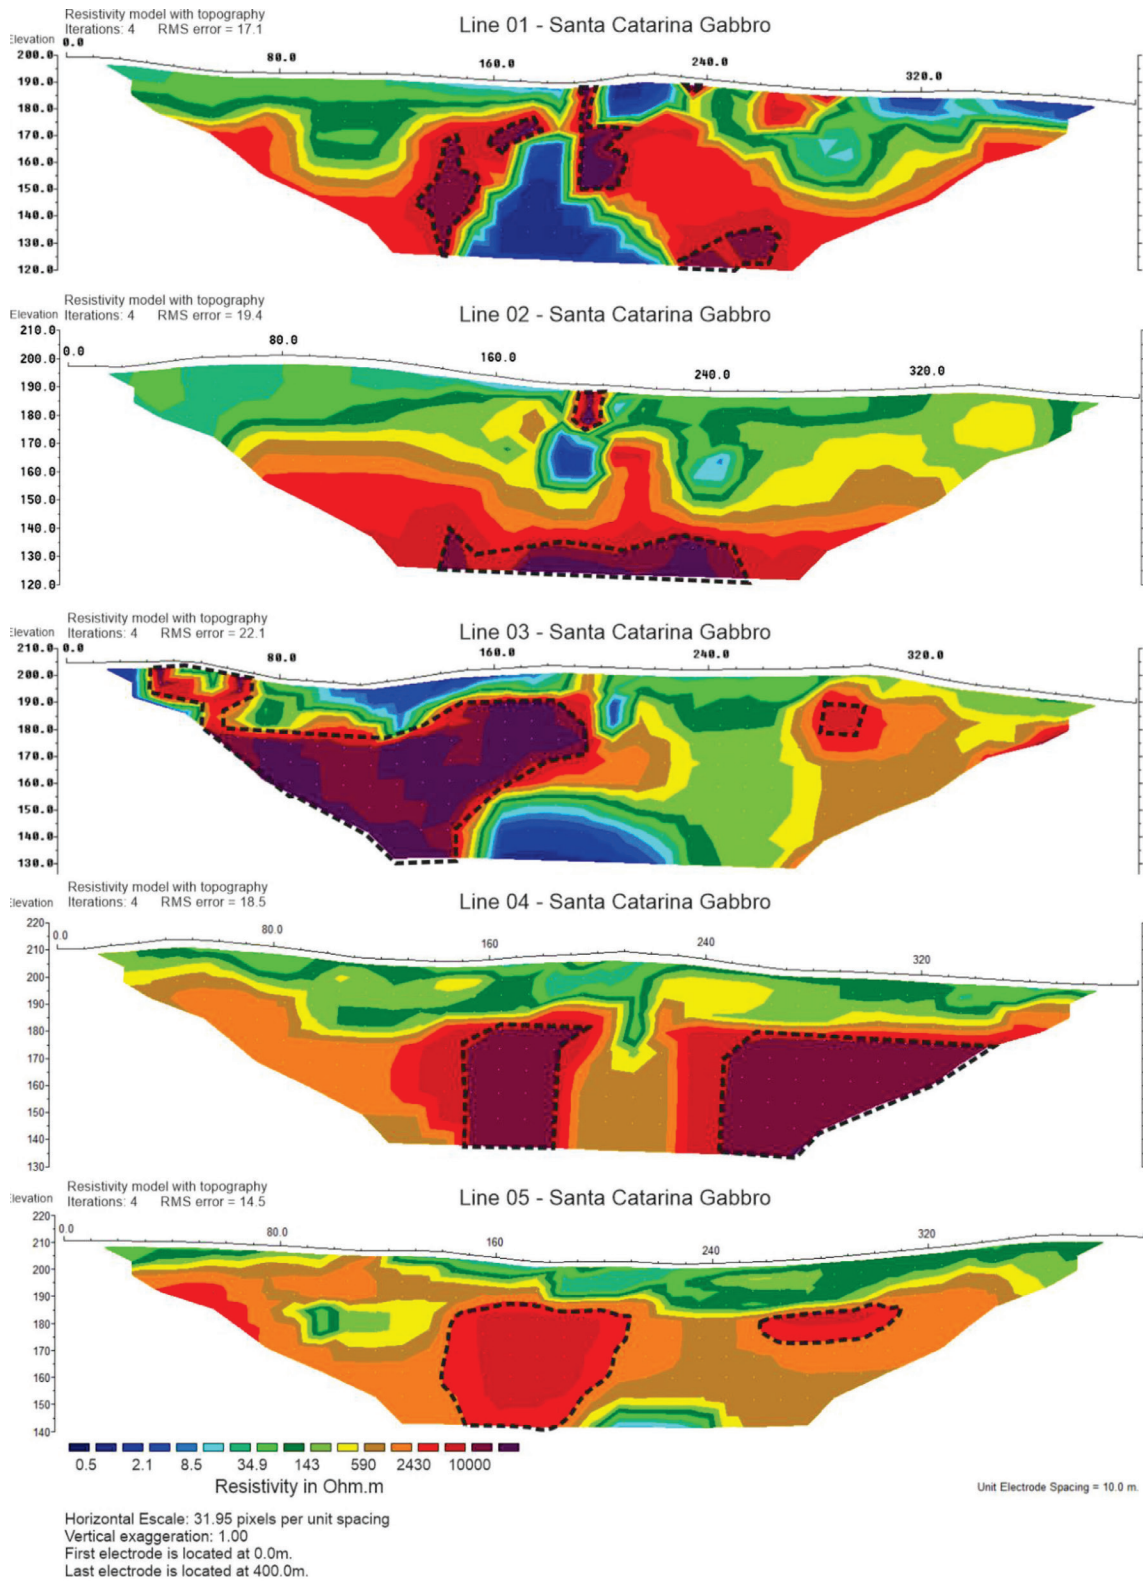 Resistivity model with topography
Iterations: 4 RMS error = 17.1
Line 01 - Santa Catarina Gabbro
Elevation
0.0
80.0
160.0
240.0
320.0
200.0
190.0
180.0
170.0
160.0
150.0
140.0
130.0
120.0
Resistivity model with topography
Iterations: 4 RMS error = 19.4
Line 02 - Santa Catarina Gabbro
Elevation
0.0
80.0
160.0
240.0
320.0
210.0
200.0
190.0
180.0
170.0
160.0
150.0
140.0
130.0
120.0
Resistivity model with topography
Iterations: 4 RMS error = 22.1
Line 03 - Santa Catarina Gabbro
Elevation
0.0
80.0
160.0
240.0
320.0
200.0
190.0
180.0
170.0
160.0
150.0
140.0
130.0
Resistivity model with topography
Iterations: 4 RMS error = 18.5
Line 04 - Santa Catarina Gabbro
Elevation
0.0
80.0
160
240
320
220
210
200
190
180
170
160
150
140
130
Resistivity model with topography
Iterations: 4 RMS error = 14.5
Line 05 - Santa Catarina Gabbro
Elevation
0.0
80.0
160
240
320
220
210
200
190
180
170
160
150
140
0.5 2.1 8.5 34.9 143 590 2430 10000
Resistivity in Ohm.m
Unit Electrode Spacing = 10.0 m.
Horizontal Escale: 31.95 pixels per unit spacing
Vertical exaggeration: 1.00
First electrode is located at 0.0m.
Last electrode is located at 400.0m.